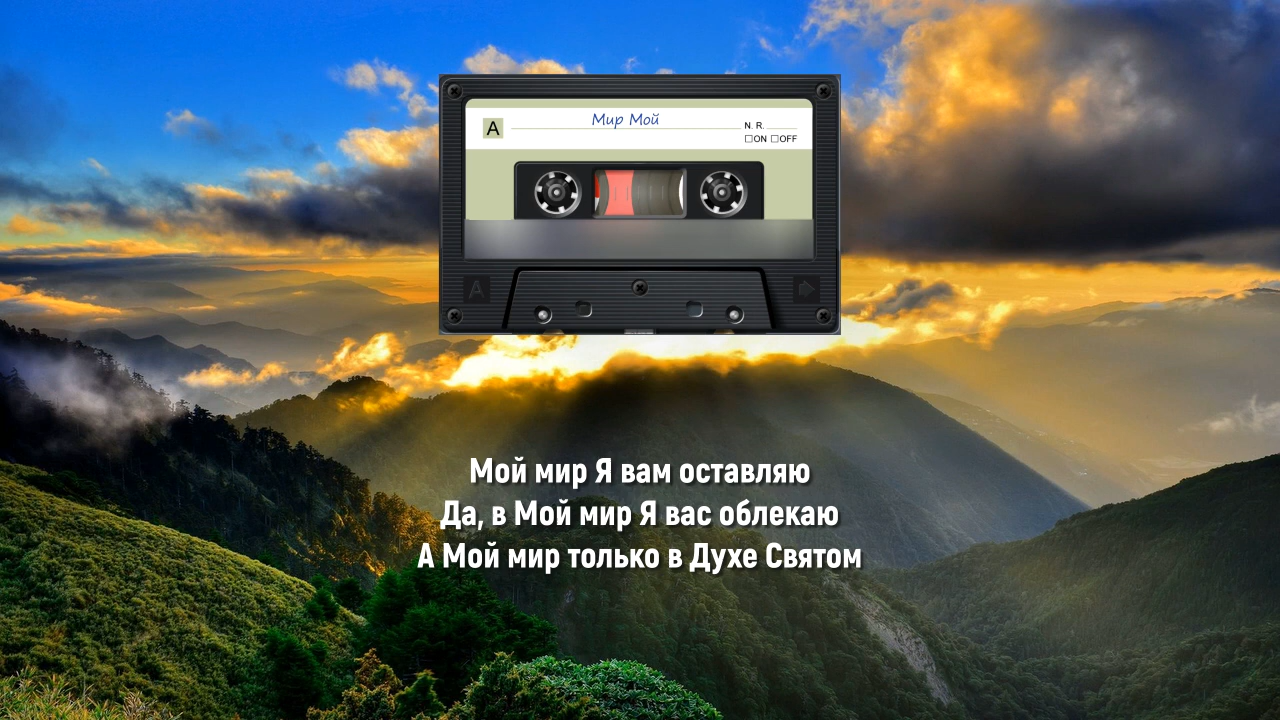 A
Мир Мой
N. R.
ON OFF
A
Мой мир Я вам оставляю
Да, в Мой мир Я вас облекаю
А Мой мир только в Духе Святом